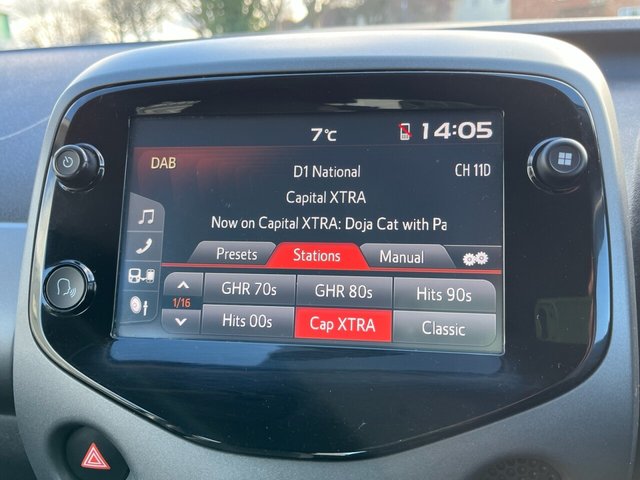 7°C 14:05
DAB D1 National CH 11D
Capital XTRA
Now on Capital XTRA: Doja Cat with Pa
Presets Stations Manual
GHR 70s GHR 80s Hits 90s
1/16
Hits 00s Cap XTRA Classic